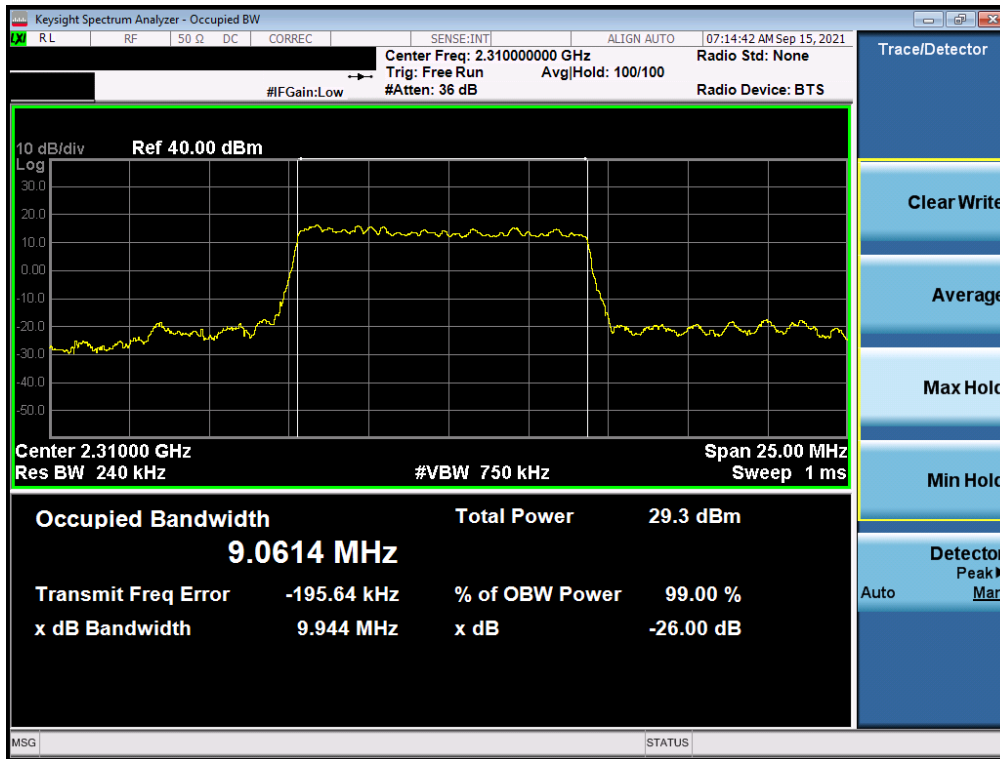 Keysight Spectrum Analyzer - Occupied BW
LXI RL RF 50 Ω DC CORREC SENSE:INT ALIGN AUTO 07:14:42 AM Sep 15, 2021
Center Freq: 2.310000000 GHz Radio Std: None
Trig: Free Run Avg|Hold: 100/100
#IFGain:Low #Atten: 36 dB Radio Device: BTS
Trace/Detector
10 dB/div Ref 40.00 dBm
Log
30.0
20.0
10.0
0.00
-10.0
-20.0
-30.0
-40.0
-50.0
Center 2.31000 GHz Span 25.00 MHz
Res BW 240 kHz #VBW 750 kHz Sweep 1 ms
Occupied Bandwidth Total Power 29.3 dBm
9.0614 MHz
Transmit Freq Error -195.64 kHz % of OBW Power 99.00 %
x dB Bandwidth 9.944 MHz x dB -26.00 dB
Clear Write
Average
Max Hold
Min Hold
Detector
Peak▶
Auto Man
MSG STATUS